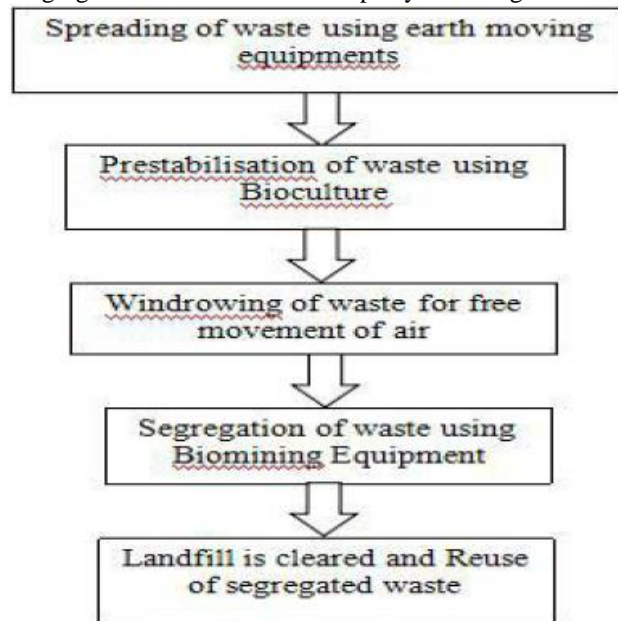 Spreading of waste using earth moving
equipments
Prestabilisation of waste using
Bioculture
Windrowing of waste for free
movement of air
Segregation of waste using
Biomining Equipment
Landfill is cleared and Reuse
of segregated waste